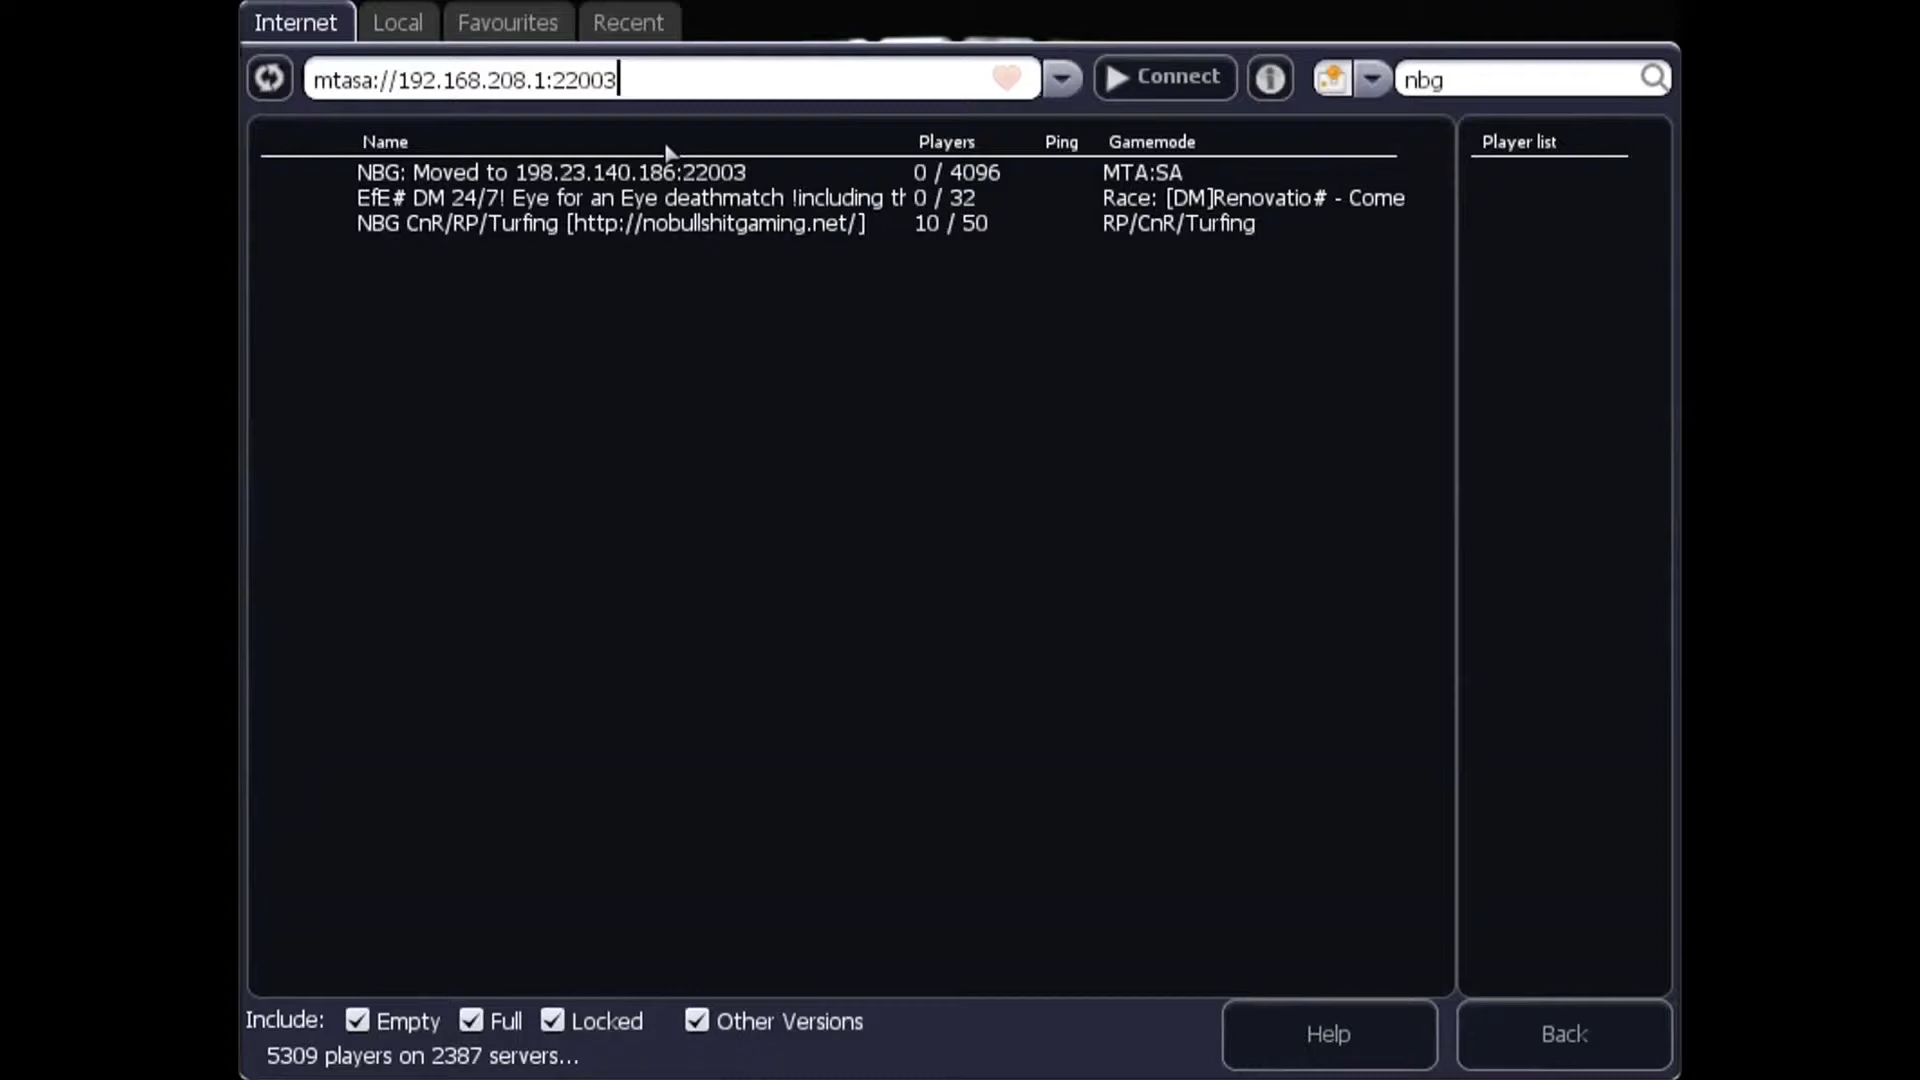 Internet Local Favourites Recent
mtasa://192.168.208.1:22003 Connect nbg
Name Players Ping Gamemode Player list
NBG: Moved to 198.23.140.186:22003 0 / 4096 MTA:SA
EfE# DM 24/7! Eye for an Eye deathmatch !including th 0 / 32 Race: [DM]Renovatio# - Come
NBG CnR/RP/Turfing [http://nobullshitgaming.net/] 10 / 50 RP/CnR/Turfing
Include: Empty Full Locked Other Versions Help Back
5309 players on 2387 servers...